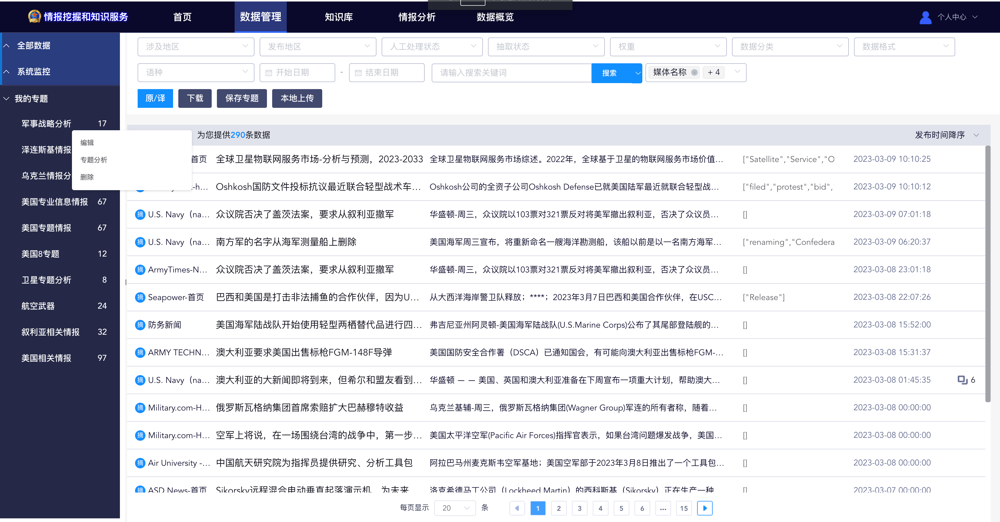 情报挖掘和知识服务 首页 数据管理 知识库 情报分析 数据概览 个人中心
全部数据
系统监控
我的专题
军事战略分析 17
泽连斯基情报
乌克兰情报分
美国专业信息情报 67
美国专题情报 67
美国8专题 12
卫星专题分析 8
航空武器 24
叙利亚相关情报 32
美国相关情报 97
编辑
专题分析
删除
涉及地区 发布地区 人工处理状态 抽取状态 权重 数据分类 数据格式
语种 开始日期 - 结束日期 请输入搜索关键词 搜索 媒体名称 + 4
原/译 下载 保存专题 本地上传
为您提供290条数据 发布时间降序
首页 全球卫星物联网服务市场-分析与预测，2023-2033 全球卫星物联网服务市场综述。2022年，全球基于卫星的物联网服务市场价值... ["Satellite","Service","O 2023-03-09 10:10:25
-h... Oshkosh国防文件投标抗议最近联合轻型战术车... Oshkosh公司的全资子公司Oshkosh Defense已就美国陆军最近就联合轻型战... ["filed","protest","bid", 2023-03-09 10:10:12
摘 U.S. Navy（na... 众议院否决了盖茨法案，要求从叙利亚撤军 华盛顿-周三，众议院以103票对321票反对将美军撤出叙利亚，否决了众议员... [] 2023-03-09 07:01:18
摘 U.S. Navy（na... 南方军的名字从海军测量船上删除 美国海军周三宣布，将重新命名一艘海洋勘测船，该船以前是以一名南方海军... ["renaming","Confedera 2023-03-09 06:20:37
摘 ArmyTimes-N... 众议院否决了盖茨法案，要求从叙利亚撤军 华盛顿-周三，众议院以103票对321票反对将美军撤出叙利亚，否决了众议员... [] 2023-03-08 23:01:18
摘 Seapower-首页 巴西和美国是打击非法捕鱼的合作伙伴，因为U... 从大西洋海岸警卫队释放；****；2023年3月7日巴西和美国合作伙伴，在USC... ["Release"] 2023-03-08 22:07:26
摘 防务新闻 美国海军陆战队开始使用轻型两栖替代品进行四... 弗吉尼亚州阿灵顿-美国海军陆战队(U.S.Marine Corps)公布了其尾部登陆舰的... [] 2023-03-08 15:52:00
摘 ARMY TECHN... 澳大利亚要求美国出售标枪FGM-148F导弹 美国国防安全合作署（DSCA）已通知国会，有可能向澳大利亚出售标枪FGM-... [] 2023-03-08 15:31:37
摘 U.S. Navy（na... 澳大利亚的大新闻即将到来，但希尔和盟友看到... 华盛顿 — — 美国、英国和澳大利亚准备在下周宣布一项重大计划，帮助澳大... [] 2023-03-08 01:45:35 6
摘 Military.com-H... 俄罗斯瓦格纳集团首席索赔扩大巴赫穆特收益 乌克兰基辅-周三，俄罗斯瓦格纳集团(Wagner Group)军连的所有者称，随着... [] 2023-03-08 00:00:00
摘 Military.com-H... 空军上将说，在一场围绕台湾的战争中，第一步... 美国太平洋空军(Pacific Air Forces)指挥官表示，如果台湾问题爆发战争，美国... [] 2023-03-08 00:00:00
摘 Air University -... 中国航天研究院为指挥员提供研究、分析工具包 阿拉巴马州麦克斯韦空军基地；美国空军部于2023年3月8日推出了一个工具包... [] 2023-03-08 00:00:00
摘 ASD News-首页 Sikorsky远程混合电动垂直起落演示机，为未来 洛克希德马丁公司（Lockheed Martin）的西科斯基（Sikorsky）正在生产一种 [] 2023-03-07 00:00:00
每页显示 20 条 1 2 3 4 5 6 ... 15